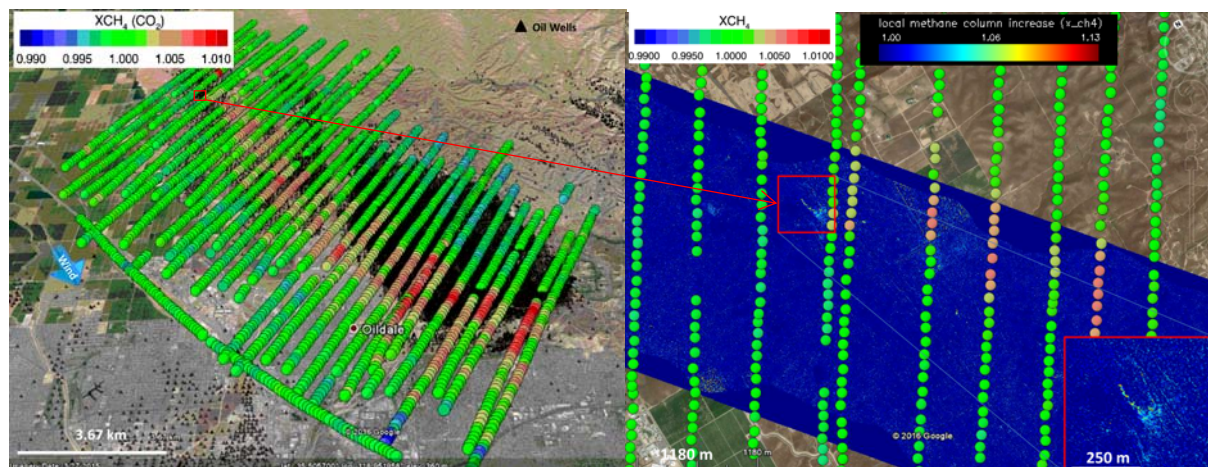 XCH₄ (CO₂)
0.990 0.995 1.000 1.005 1.010
Oil Wells
Wind
Oildale
3.67 km
© 2016 Google
XCH₄
0.9900 0.9950 1.0000 1.0050 1.0100
local methane column increase (x_ch4)
1.00 1.06 1.13
© 2016 Google
1180 m
1180 m
250 m